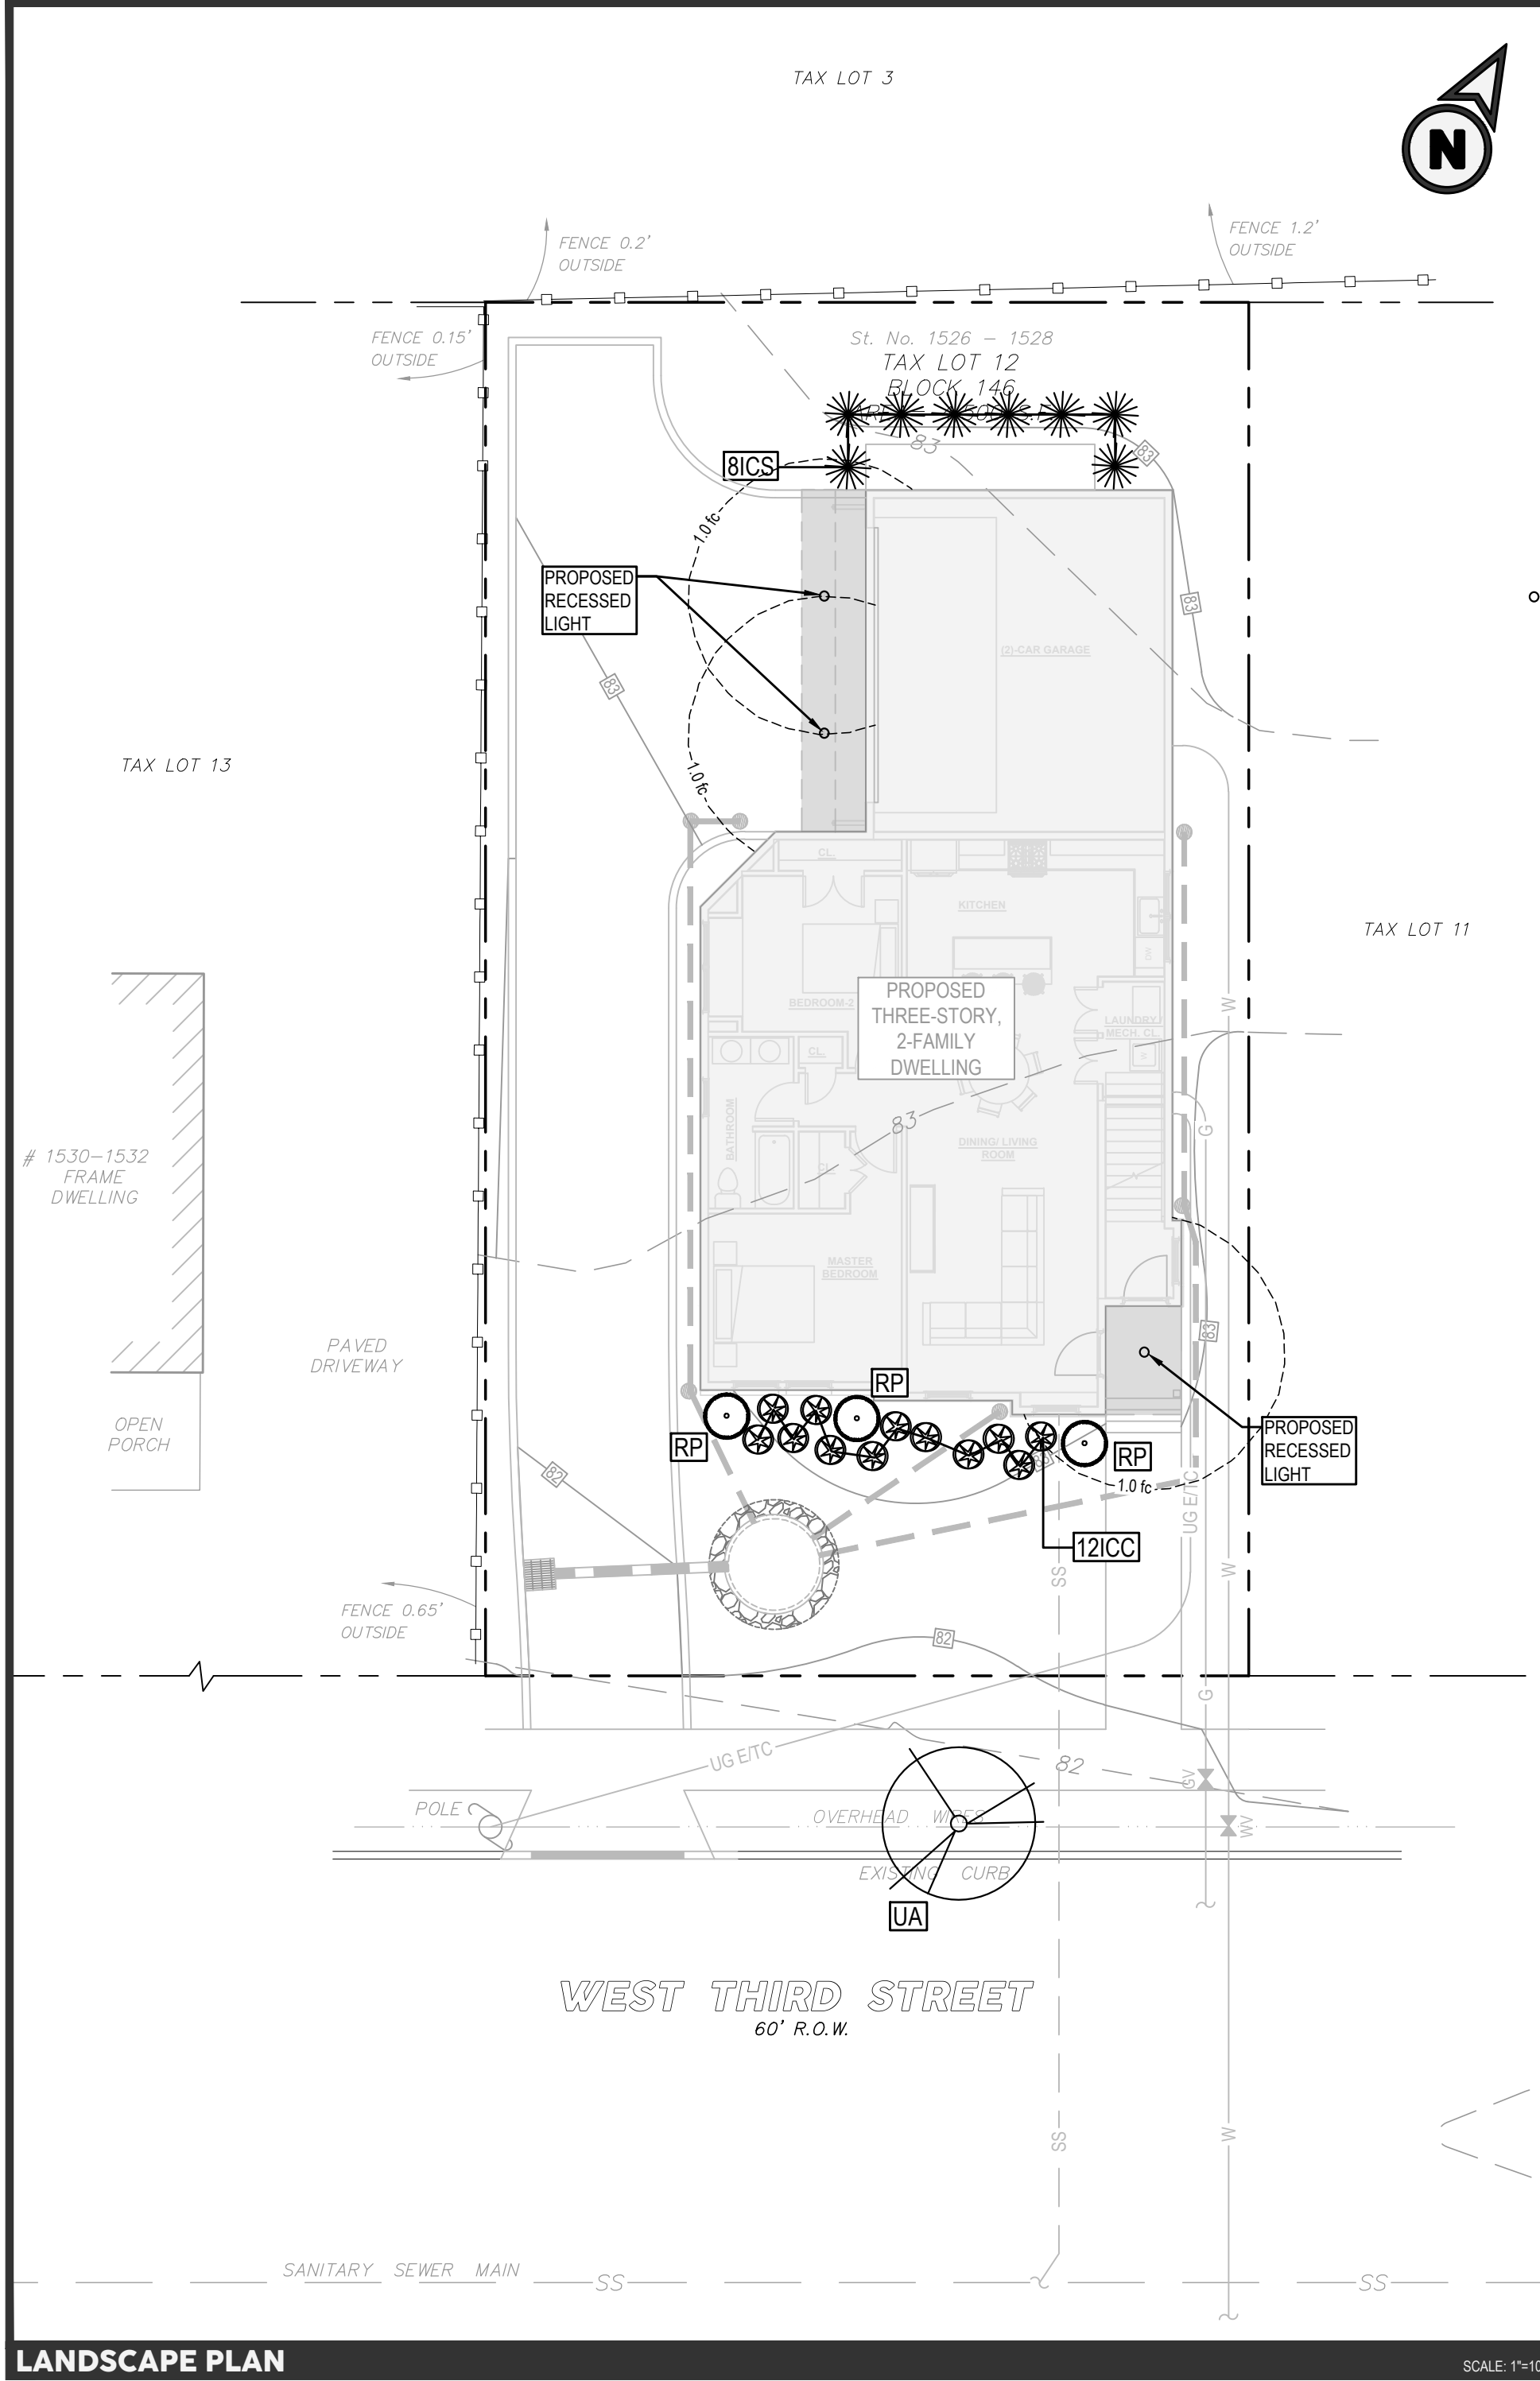 TAX LOT 3
N
FENCE 0.2'
OUTSIDE
FENCE 1.2'
OUTSIDE
FENCE 0.15'
OUTSIDE
St. No. 1526 - 1528
TAX LOT 12
BLOCK 146
83
83
8ICS
1.0 fc
PROPOSED
RECESSED
LIGHT
83
(2)-CAR GARAGE
83
TAX LOT 13
1.0 fc
CL.
KITCHEN
TAX LOT 11
DW
PROPOSED
THREE-STORY,
2-FAMILY
DWELLING
BEDROOM-2
W
LAUNDRY/
MECH. CL.
CL.
W
83
G
BATHROOM
DINING/ LIVING
ROOM
CL.
# 1530-1532
FRAME
DWELLING
MASTER
BEDROOM
83
PAVED
DRIVEWAY
RP
OPEN
PORCH
RP
RP
PROPOSED
RECESSED
LIGHT
82
1.0 fc
UG E/TC
12ICC
SS
W
FENCE 0.65'
OUTSIDE
82
G
UG E/TC
82
GV
POLE
OVERHEAD WIRES
WV
EXISTING CURB
UA
WEST THIRD STREET
60' R.O.W.
SS
W
SANITARY SEWER MAIN
SS
SS
LANDSCAPE PLAN
SCALE: 1"=10